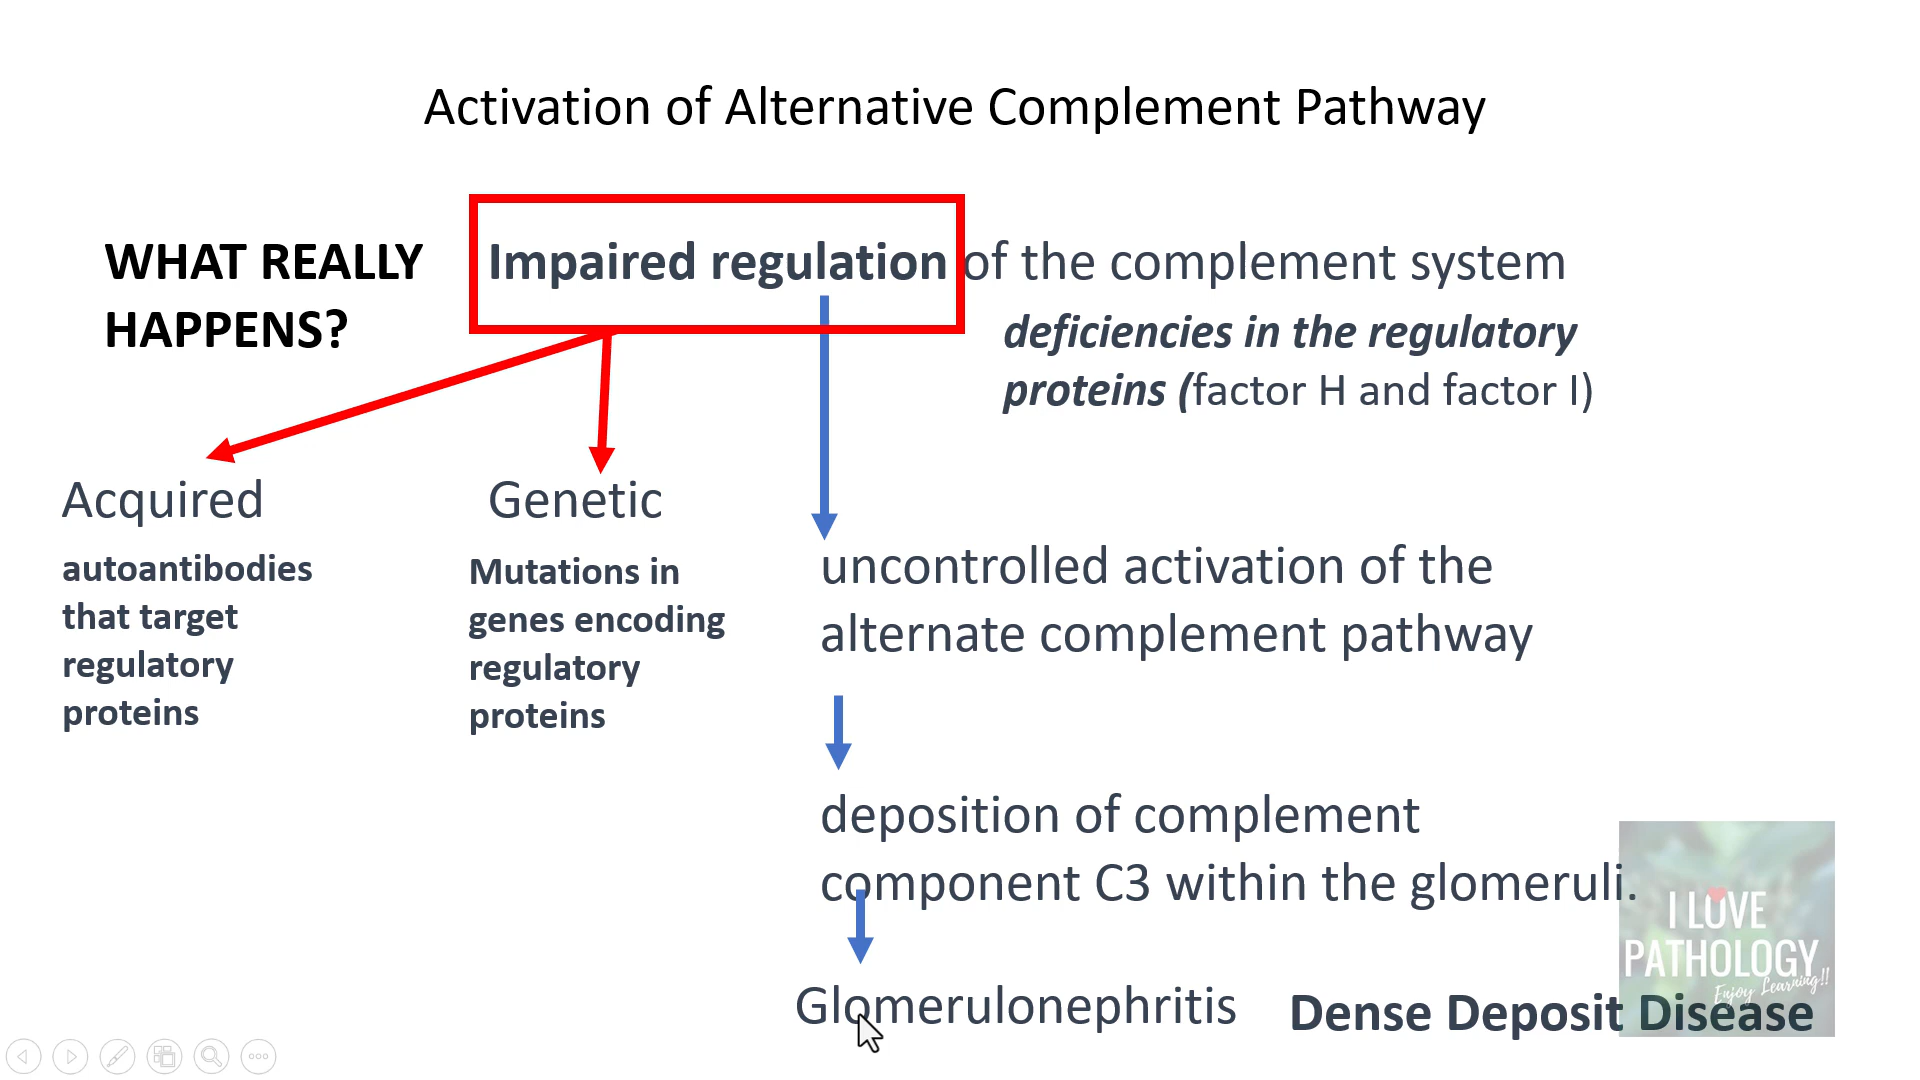 Activation of Alternative Complement Pathway
WHAT REALLY
HAPPENS?
Impaired regulation of the complement system
deficiencies in the regulatory
proteins (factor H and factor I)
Acquired
autoantibodies
that target
regulatory
proteins
Genetic
Mutations in
genes encoding
regulatory
proteins
uncontrolled activation of the
alternate complement pathway
deposition of complement
component C3 within the glomeruli.
Glomerulonephritis
Dense Deposit Disease
I LOVE
PATHOLOGY
Enjoy Learning!!